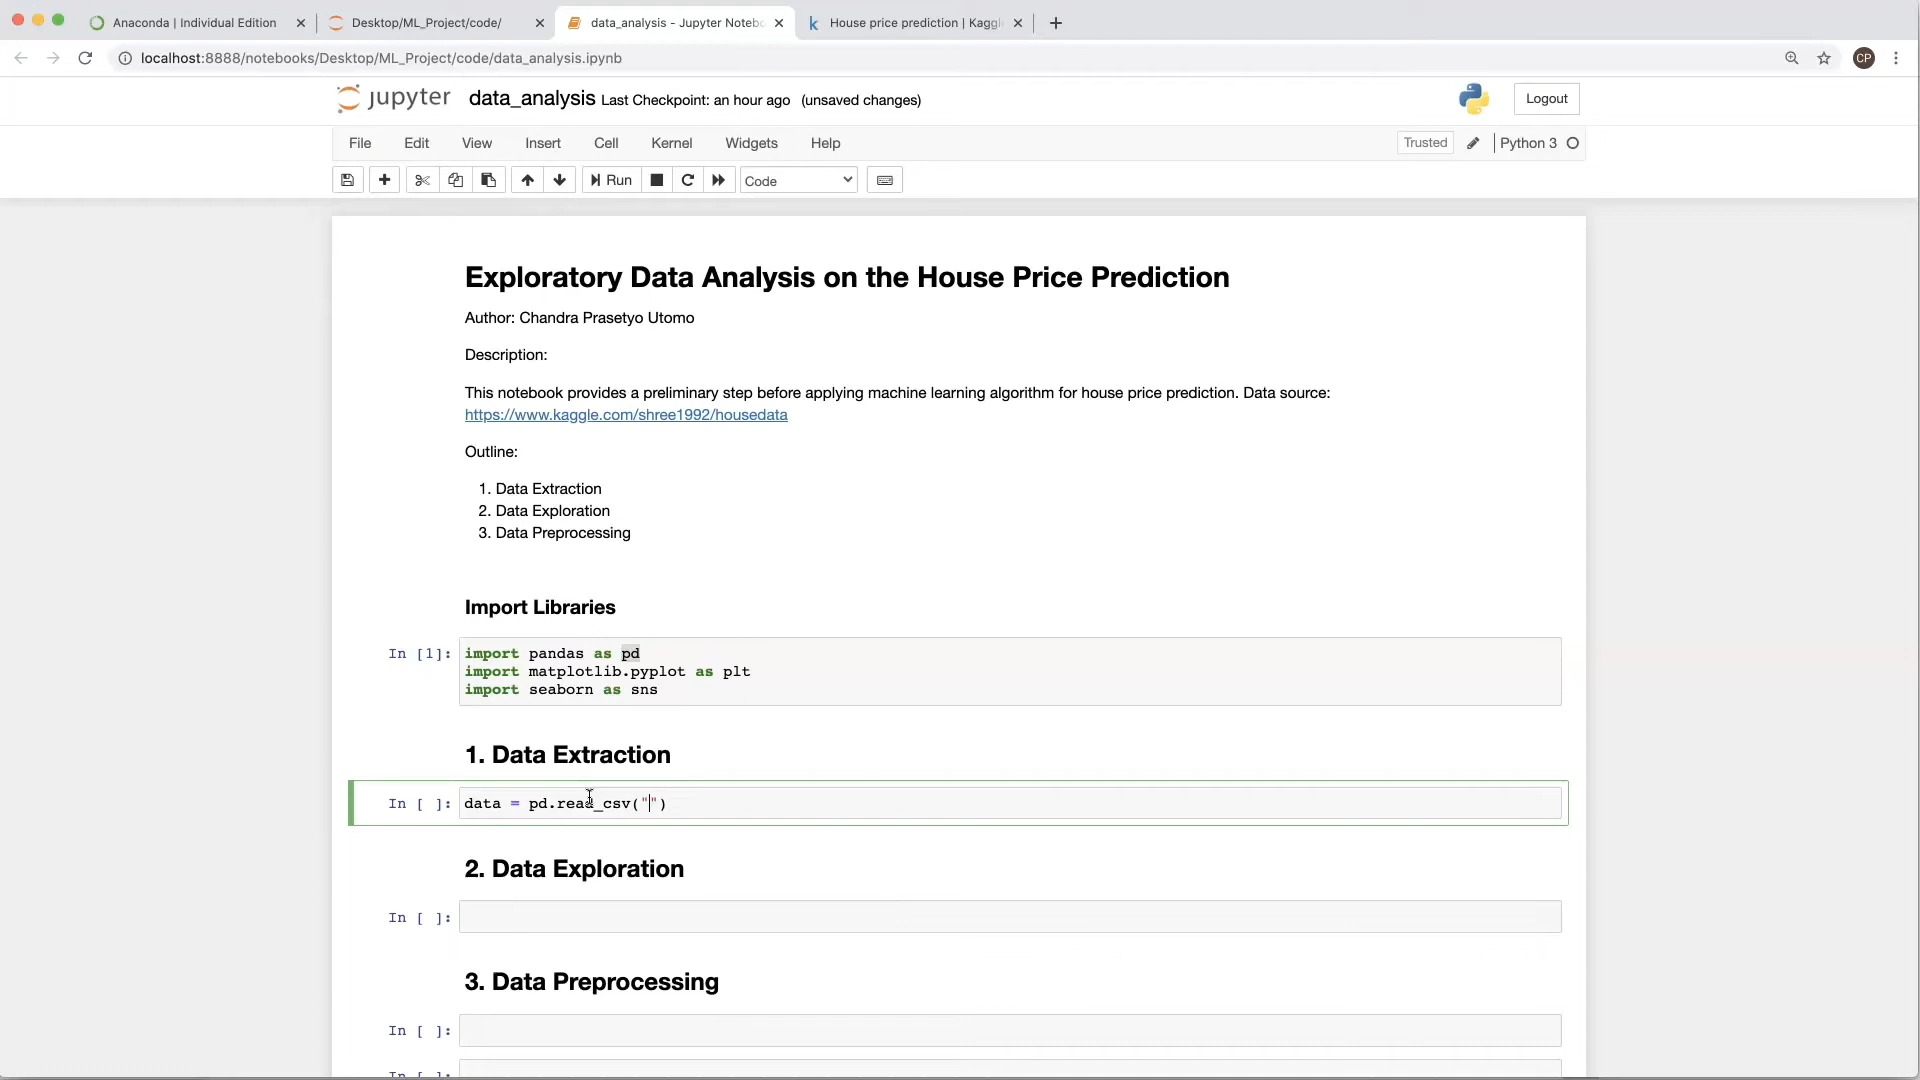 Anaconda | Individual Edition
Desktop/ML_Project/code/
data_analysis - Jupyter Notebo
House price prediction | Kaggl
localhost:8888/notebooks/Desktop/ML_Project/code/data_analysis.ipynb
CP
jupyter data_analysis Last Checkpoint: an hour ago (unsaved changes)
Logout
File Edit View Insert Cell Kernel Widgets Help
Trusted Python 3
Run Code
Exploratory Data Analysis on the House Price Prediction
Author: Chandra Prasetyo Utomo
Description:
This notebook provides a preliminary step before applying machine learning algorithm for house price prediction. Data source:
https://www.kaggle.com/shree1992/housedata
Outline:
1. Data Extraction
2. Data Exploration
3. Data Preprocessing
Import Libraries
In [1]: import pandas as pd
import matplotlib.pyplot as plt
import seaborn as sns
1. Data Extraction
In [ ]: data = pd.read_csv("")
2. Data Exploration
In [ ]:
3. Data Preprocessing
In [ ]:
In [ ]: